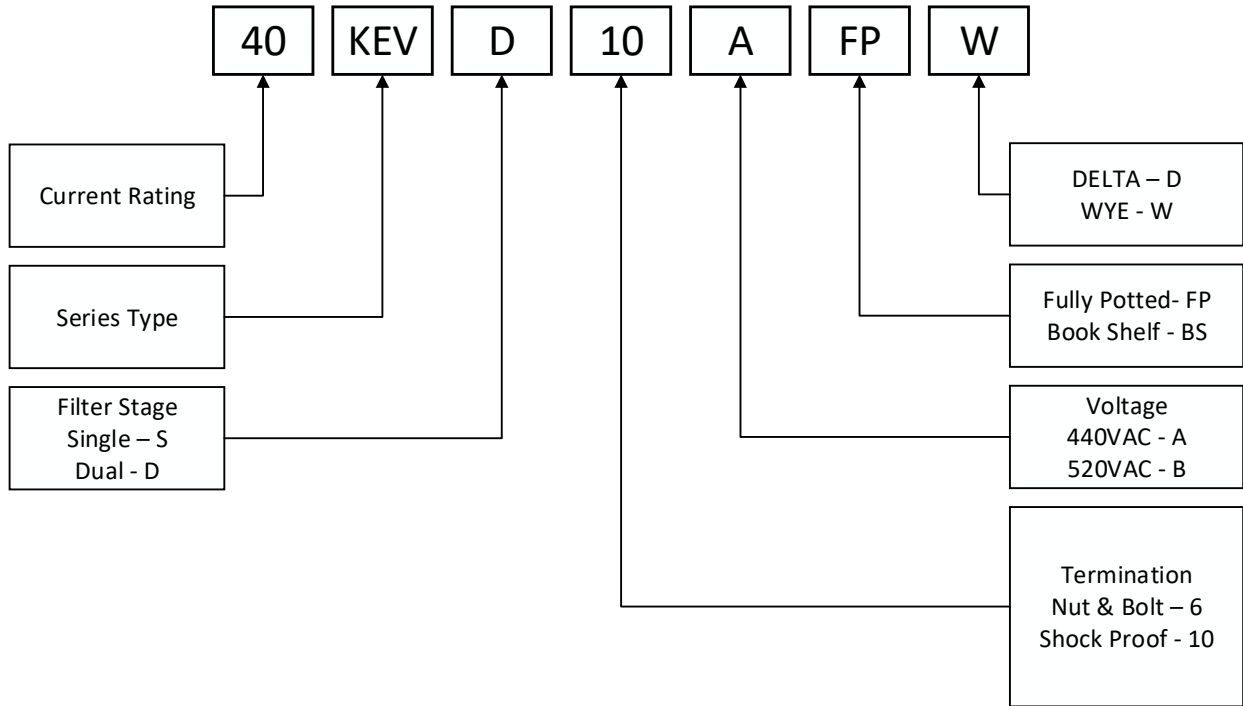 40 KEV D 10 A FP W
Current Rating
Series Type
Filter Stage
Single – S
Dual - D
DELTA – D
WYE - W
Fully Potted- FP
Book Shelf - BS
Voltage
440VAC - A
520VAC - B
Termination
Nut & Bolt – 6
Shock Proof - 10